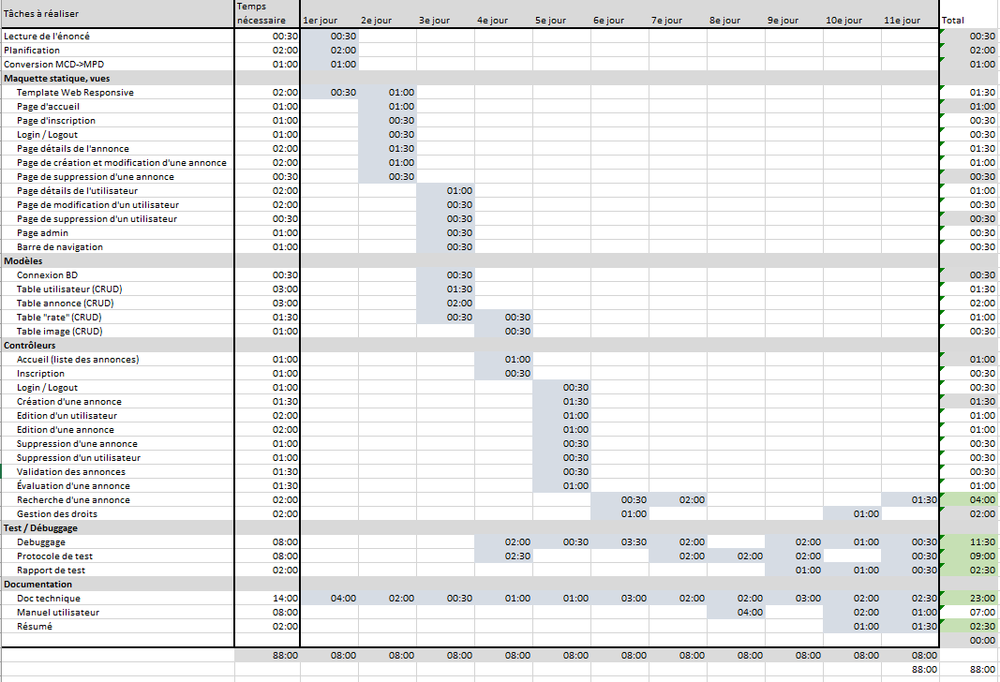 Tâches à réaliser Temps nécessaire 1er jour 2e jour 3e jour 4e jour 5e jour 6e jour 7e jour 8e jour 9e jour 10e jour 11e jour Total
Lecture de l'énoncé 00:30 00:30 00:30
Planification 02:00 02:00 02:00
Conversion MCD->MPD 01:00 01:00 01:00
Maquette statique, vues
Template Web Responsive 02:00 00:30 01:00 01:30
Page d'accueil 01:00 01:00 01:00
Page d'inscription 01:00 00:30 00:30
Login / Logout 01:00 00:30 00:30
Page détails de l'annonce 02:00 01:30 01:30
Page de création et modification d'une annonce 02:00 01:00 01:00
Page de suppression d'une annonce 00:30 00:30 00:30
Page détails de l'utilisateur 02:00 01:00 01:00
Page de modification d'un utilisateur 02:00 00:30 00:30
Page de suppression d'un utilisateur 00:30 00:30 00:30
Page admin 01:00 00:30 00:30
Barre de navigation 01:00 00:30 00:30
Modèles
Connexion BD 00:30 00:30 00:30
Table utilisateur (CRUD) 03:00 01:30 01:30
Table annonce (CRUD) 03:00 02:00 02:00
Table "rate" (CRUD) 01:30 00:30 00:30 01:00
Table image (CRUD) 01:00 00:30 00:30
Contrôleurs
Accueil (liste des annonces) 01:00 01:00 01:00
Inscription 01:00 00:30 00:30
Login / Logout 01:00 00:30 00:30
Création d'une annonce 01:30 01:30 01:30
Edition d'un utilisateur 02:00 01:00 01:00
Edition d'une annonce 02:00 01:00 01:00
Suppression d'une annonce 01:00 00:30 00:30
Suppression d'un utilisateur 01:00 00:30 00:30
Validation des annonces 01:30 00:30 00:30
Évaluation d'une annonce 01:30 01:00 01:00
Recherche d'une annonce 02:00 00:30 02:00 01:30 04:00
Gestion des droits 02:00 01:00 01:00 02:00
Test / Débuggage
Debuggage 08:00 02:00 00:30 03:30 02:00 02:00 01:00 00:30 11:30
Protocole de test 08:00 02:30 02:00 02:00 02:00 00:30 09:00
Rapport de test 02:00 01:00 01:00 00:30 02:30
Documentation
Doc technique 14:00 04:00 02:00 00:30 01:00 01:00 03:00 02:00 02:00 03:00 02:00 02:30 23:00
Manuel utilisateur 08:00 04:00 02:00 01:00 07:00
Résumé 02:00 01:00 01:30 02:30
00:00
88:00 08:00 08:00 08:00 08:00 08:00 08:00 08:00 08:00 08:00 08:00 08:00
88:00 88:00